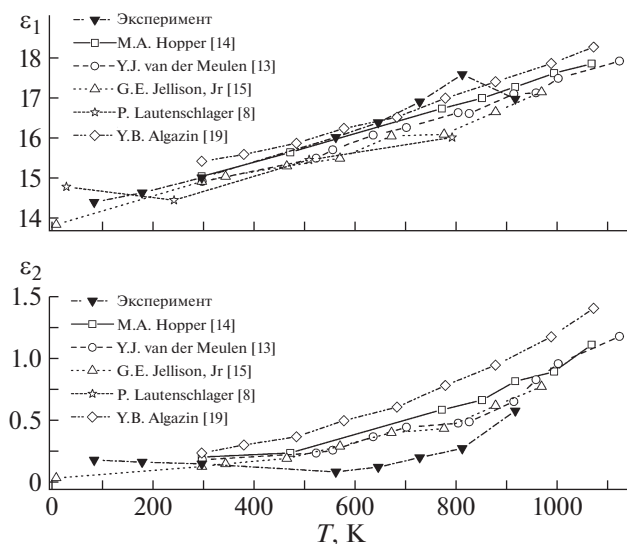 ε1
18
17
16
15
14
Эксперимент
M.A. Hopper [14]
Y.J. van der Meulen [13]
G.E. Jellison, Jr [15]
P. Lautenschlager [8]
Y.B. Algazin [19]
ε2
1.5
1.0
0.5
0
Эксперимент
M.A. Hopper [14]
Y.J. van der Meulen [13]
G.E. Jellison, Jr [15]
P. Lautenschlager [8]
Y.B. Algazin [19]
0 200 400 600 800 1000
T, K